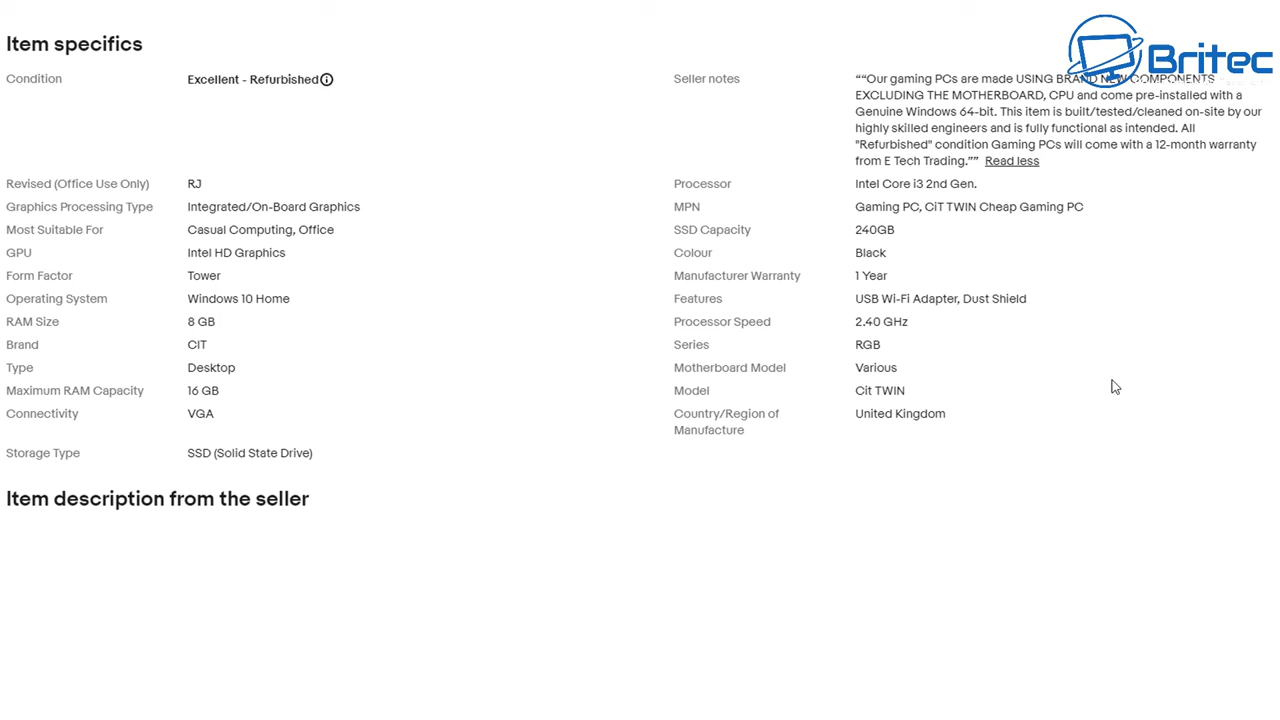 Britec
Item specifics
Condition
Excellent - Refurbished
Seller notes
““Our gaming PCs are made USING BRAND NEW COMPONENTS
EXCLUDING THE MOTHERBOARD, CPU and come pre-installed with a
Genuine Windows 64-bit. This item is built/tested/cleaned on-site by our
highly skilled engineers and is fully functional as intended. All
"Refurbished" condition Gaming PCs will come with a 12-month warranty
from E Tech Trading.”” Read less
Revised (Office Use Only) RJ
Processor Intel Core i3 2nd Gen.
Graphics Processing Type Integrated/On-Board Graphics
MPN Gaming PC, CiT TWIN Cheap Gaming PC
Most Suitable For Casual Computing, Office
SSD Capacity 240GB
GPU Intel HD Graphics
Colour Black
Form Factor Tower
Manufacturer Warranty 1 Year
Operating System Windows 10 Home
Features USB Wi-Fi Adapter, Dust Shield
RAM Size 8 GB
Processor Speed 2.40 GHz
Brand CIT
Series RGB
Type Desktop
Motherboard Model Various
Maximum RAM Capacity 16 GB
Model Cit TWIN
Connectivity VGA
Country/Region of United Kingdom
Manufacture
Storage Type SSD (Solid State Drive)
Item description from the seller